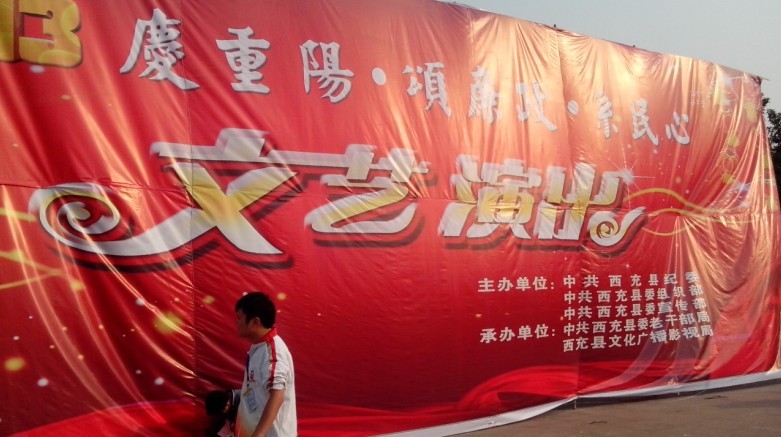 13
慶重陽·頌廉政·系民心
文艺演出
主办单位：中共西充县纪委
中共西充县委组织部
中共西充县委宣传部
承办单位：中共西充县委老干部局
西充县文化广播影视局